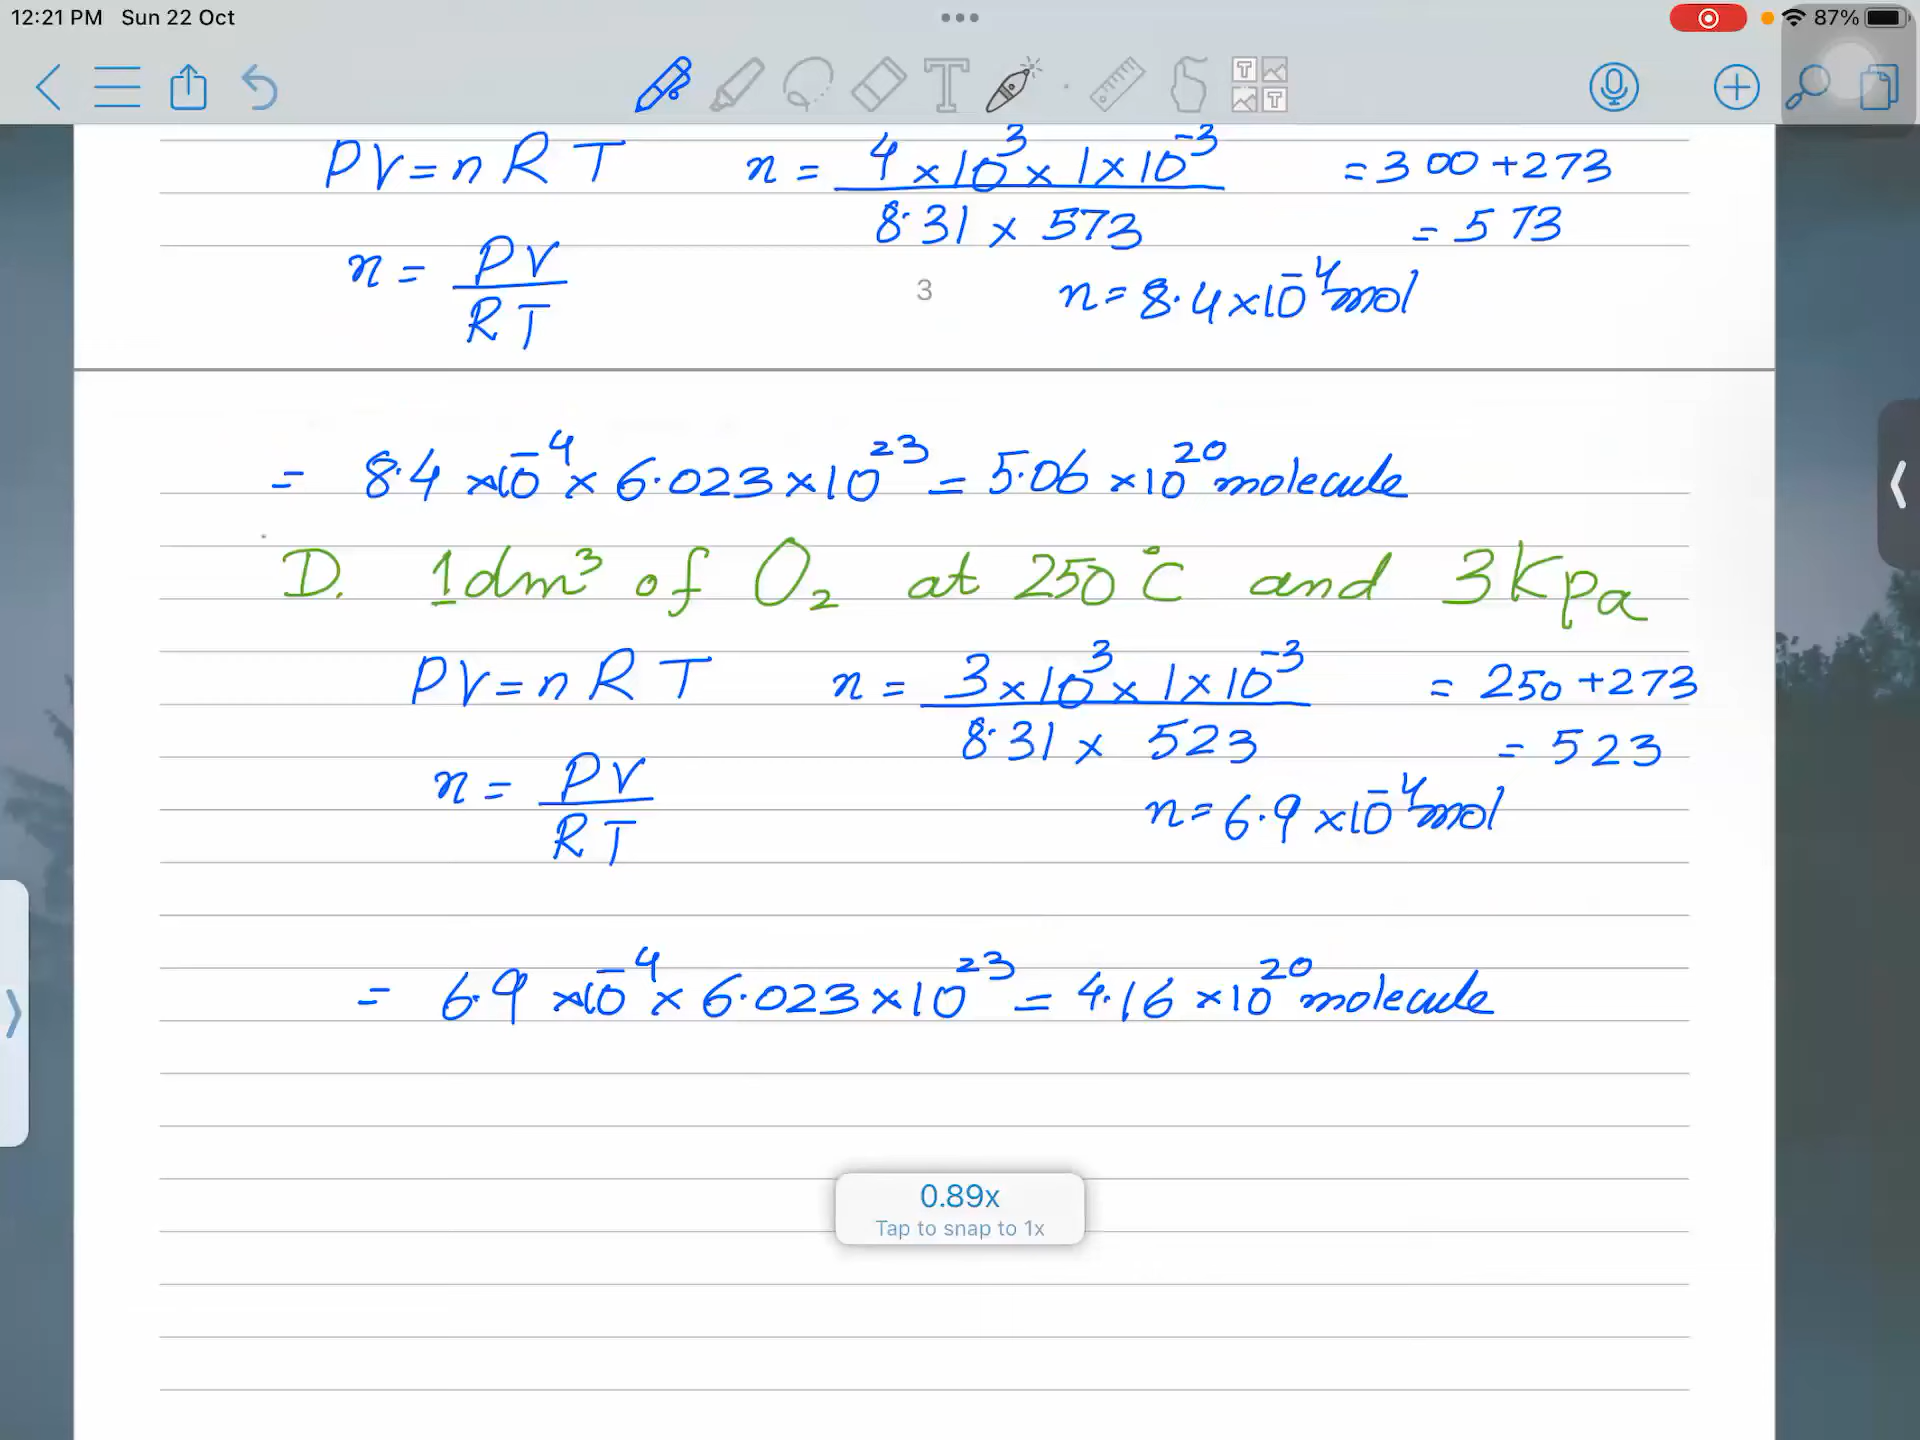 12:21 PM Sun 22 Oct
87%
PV = nRT n = 4 × 10³ × 1 × 10⁻³ = 300 + 273
8.31 × 573 = 573
n = PV
RT
3
n = 8.4 × 10⁻⁴ mol
= 8.4 × 10⁻⁴ × 6.023 × 10²³ = 5.06 × 10²⁰ molecule
D. 1dm³ of O₂ at 250°C and 3Kpa
PV = nRT n = 3 × 10³ × 1 × 10⁻³ = 250 + 273
8.31 × 523 = 523
n = PV
RT
n = 6.9 × 10⁻⁴ mol
= 6.9 × 10⁻⁴ × 6.023 × 10²³ = 4.16 × 10²⁰ molecule
0.89x
Tap to snap to 1x